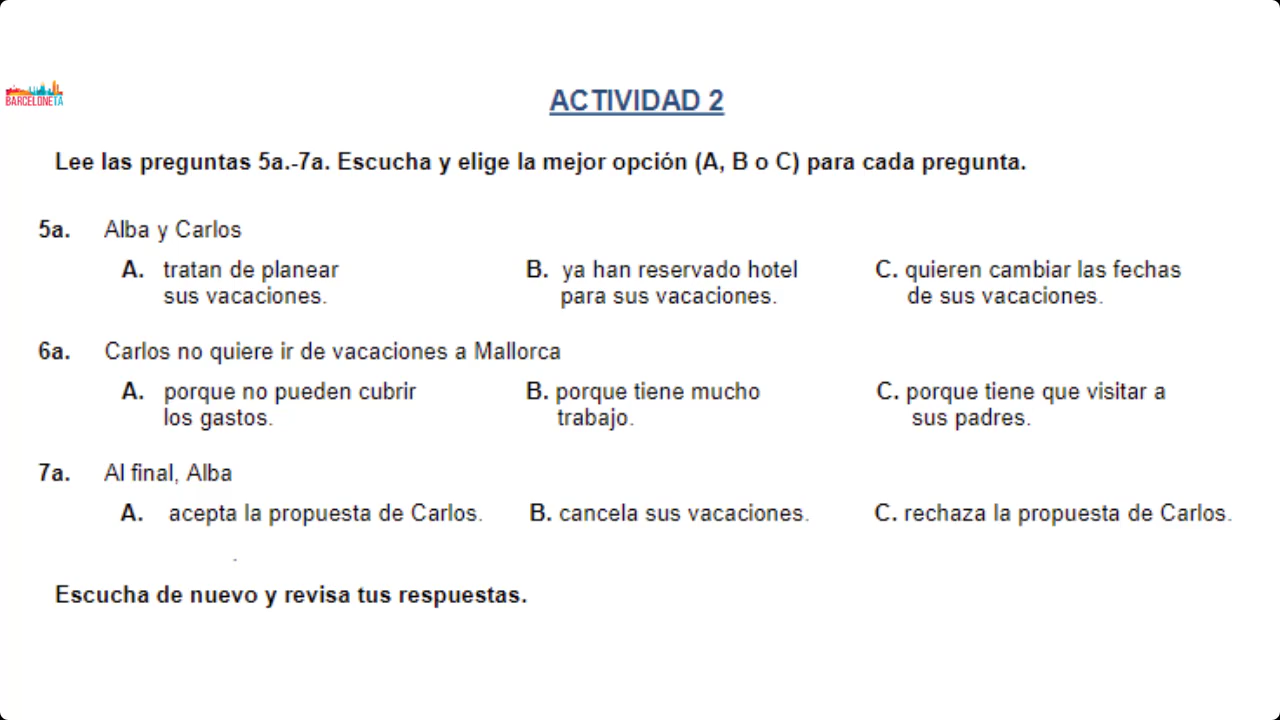 BARCELONETA
ACTIVIDAD 2
Lee las preguntas 5a.-7a. Escucha y elige la mejor opción (A, B o C) para cada pregunta.
5a. Alba y Carlos
A. tratan de planear
sus vacaciones.
B. ya han reservado hotel
para sus vacaciones.
C. quieren cambiar las fechas
de sus vacaciones.
6a. Carlos no quiere ir de vacaciones a Mallorca
A. porque no pueden cubrir
los gastos.
B. porque tiene mucho
trabajo.
C. porque tiene que visitar a
sus padres.
7a. Al final, Alba
A. acepta la propuesta de Carlos.
B. cancela sus vacaciones.
C. rechaza la propuesta de Carlos.
Escucha de nuevo y revisa tus respuestas.